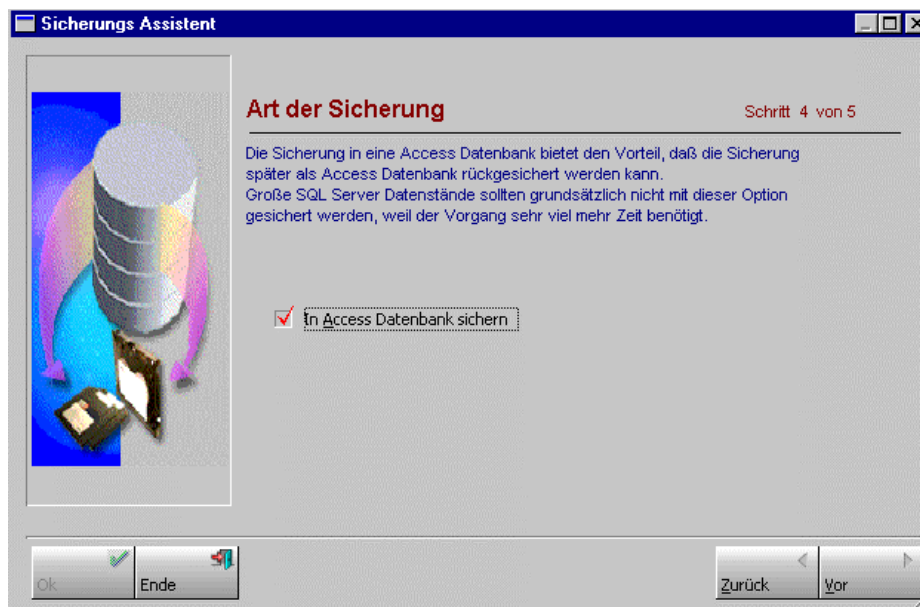 Sicherungs Assistent
Art der Sicherung
Schritt 4 von 5
Die Sicherung in eine Access Datenbank bietet den Vorteil, daß die Sicherung
später als Access Datenbank rückgesichert werden kann.
Große SQL Server Datenstände sollten grundsätzlich nicht mit dieser Option
gesichert werden, weil der Vorgang sehr viel mehr Zeit benötigt.
In Access Datenbank sichern
Ok
Ende
Zurück
Vor